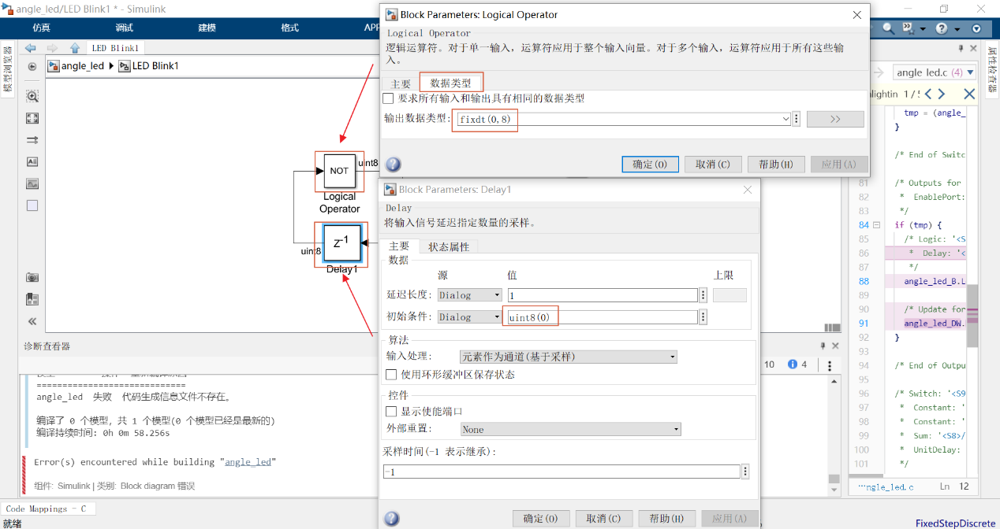 angle_led/LED Blink1 * - Simulink
仿真
调试
建模
格式
APP
模型浏览器
LED Blink1
angle_led ▶ LED Blink1
NOT
uint8
Logical
Operator
Z-1
uint8
Delay1
Block Parameters: Logical Operator
Logical Operator
逻辑运算符。对于单一输入，运算符应用于整个输入向量。对于多个输入，运算符应用于所有这些输
入。
主要
数据类型
要求所有输入和输出具有相同的数据类型
输出数据类型: fixdt(0,8)
>>
确定(O)
取消(C)
帮助(H)
应用(A)
Block Parameters: Delay1
Delay
将输入信号延迟指定数量的采样。
主要
状态属性
数据
源
值
上限
延迟长度: Dialog 1
初始条件: Dialog uint8(0)
算法
输入处理: 元素作为通道(基于采样)
使用环形缓冲区保存状态
控件
显示使能端口
外部重置: None
采样时间(-1 表示继承):
-1
确定(O)
取消(C)
帮助(H)
应用(A)
属性检查器
angle_led.c (4)
lightin 1/5
tmp = (angle_
}
/* End of Switc
81 /* Outputs for
82 * EnablePort:
83 */
84 if (tmp) {
85 /* Logic: '<S
86 * Delay: '<
87 */
88 angle_led_B.L
89
90 /* Update for
91 angle_led_DW.
92 }
93
94 /* End of Outpu
95
96 /* Switch: '<S9
97 * Constant: '
98 * Constant: '
99 * Sum: '<S8>/
100 * UnitDelay:
101 */
ngle_led.c
Ln 12
诊断查看器
10
4
============================
angle_led 失败 代码生成信息文件不存在。
编译了 0 个模型，共 1 个模型(0 个模型已经是最新的)
编译持续时间: 0h 0m 58.256s
Error(s) encountered while building "angle_led"
组件: Simulink | 类别: Block diagram 错误
Code Mappings - C
就绪
FixedStepDiscrete